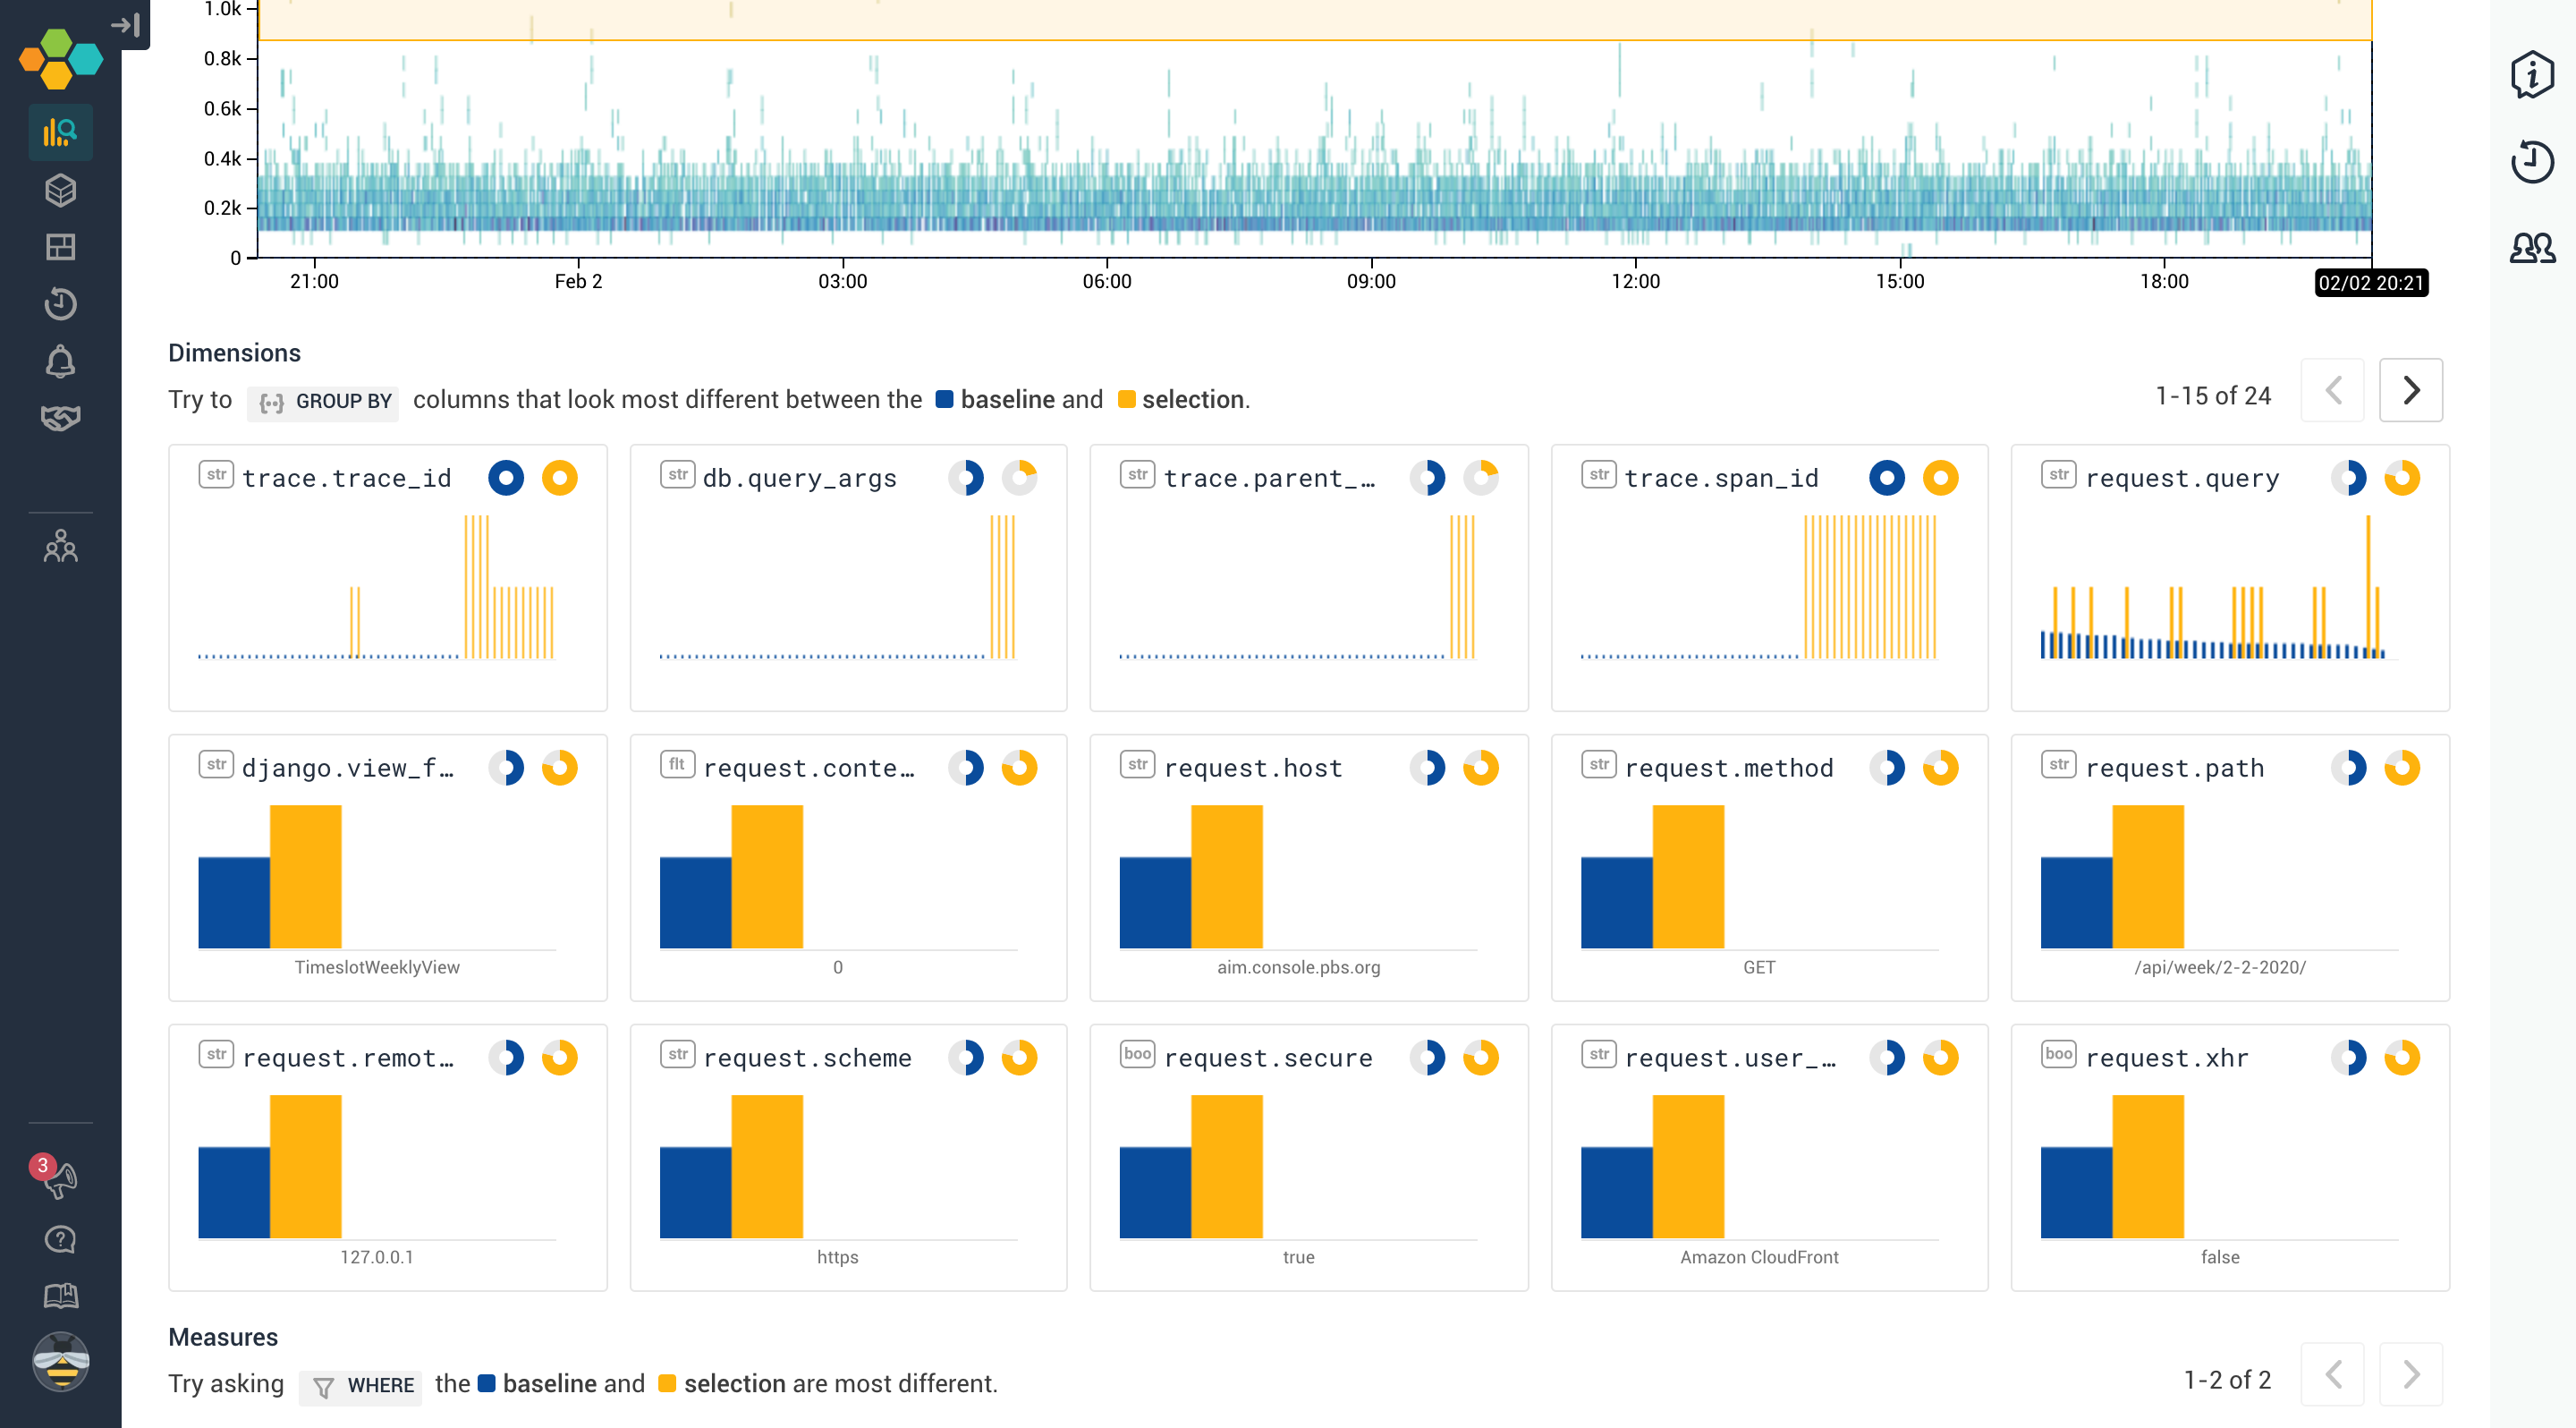 1.0k
0.8k
0.6k
0.4k
0.2k
0
21:00 Feb 2 03:00 06:00 09:00 12:00 15:00 18:00 02/02 20:21
Dimensions
Try to GROUP BY columns that look most different between the baseline and selection.
1-15 of 24
str trace.trace_id
str db.query_args
str trace.parent_…
str trace.span_id
str request.query
str django.view_f…
flt request.conte…
str request.host
str request.method
str request.path
TimeslotWeeklyView
0
aim.console.pbs.org
GET
/api/week/2-2-2020/
str request.remot…
str request.scheme
boo request.secure
str request.user_…
boo request.xhr
127.0.0.1
https
true
Amazon CloudFront
false
3
Measures
Try asking WHERE the baseline and selection are most different.
1-2 of 2